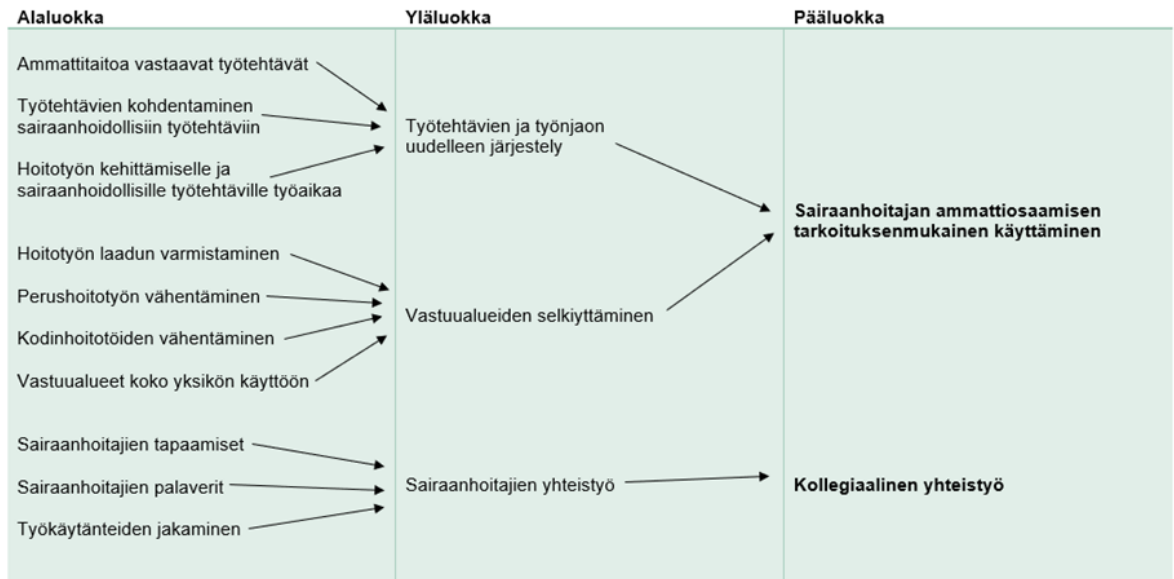 Alaluokka
Yläluokka
Pääluokka
Ammattitaitoa vastaavat työtehtävät
Työtehtävien kohdentaminen
sairaanhoidollisiin työtehtäviin
Hoitotyön kehittämiselle ja
sairaanhoidollisille työtehtäville työaikaa
Työtehtävien ja työnjaon
uudelleen järjestely
Sairaanhoitajan ammattiosaamisen
tarkoituksenmukainen käyttäminen
Hoitotyön laadun varmistaminen
Perushoitotyön vähentäminen
Kodinhoitotöiden vähentäminen
Vastuualueet koko yksikön käyttöön
Vastuualueiden selkiyttäminen
Sairaanhoitajien tapaamiset
Sairaanhoitajien palaverit
Työkäytänteiden jakaminen
Sairaanhoitajien yhteistyö
Kollegiaalinen yhteistyö